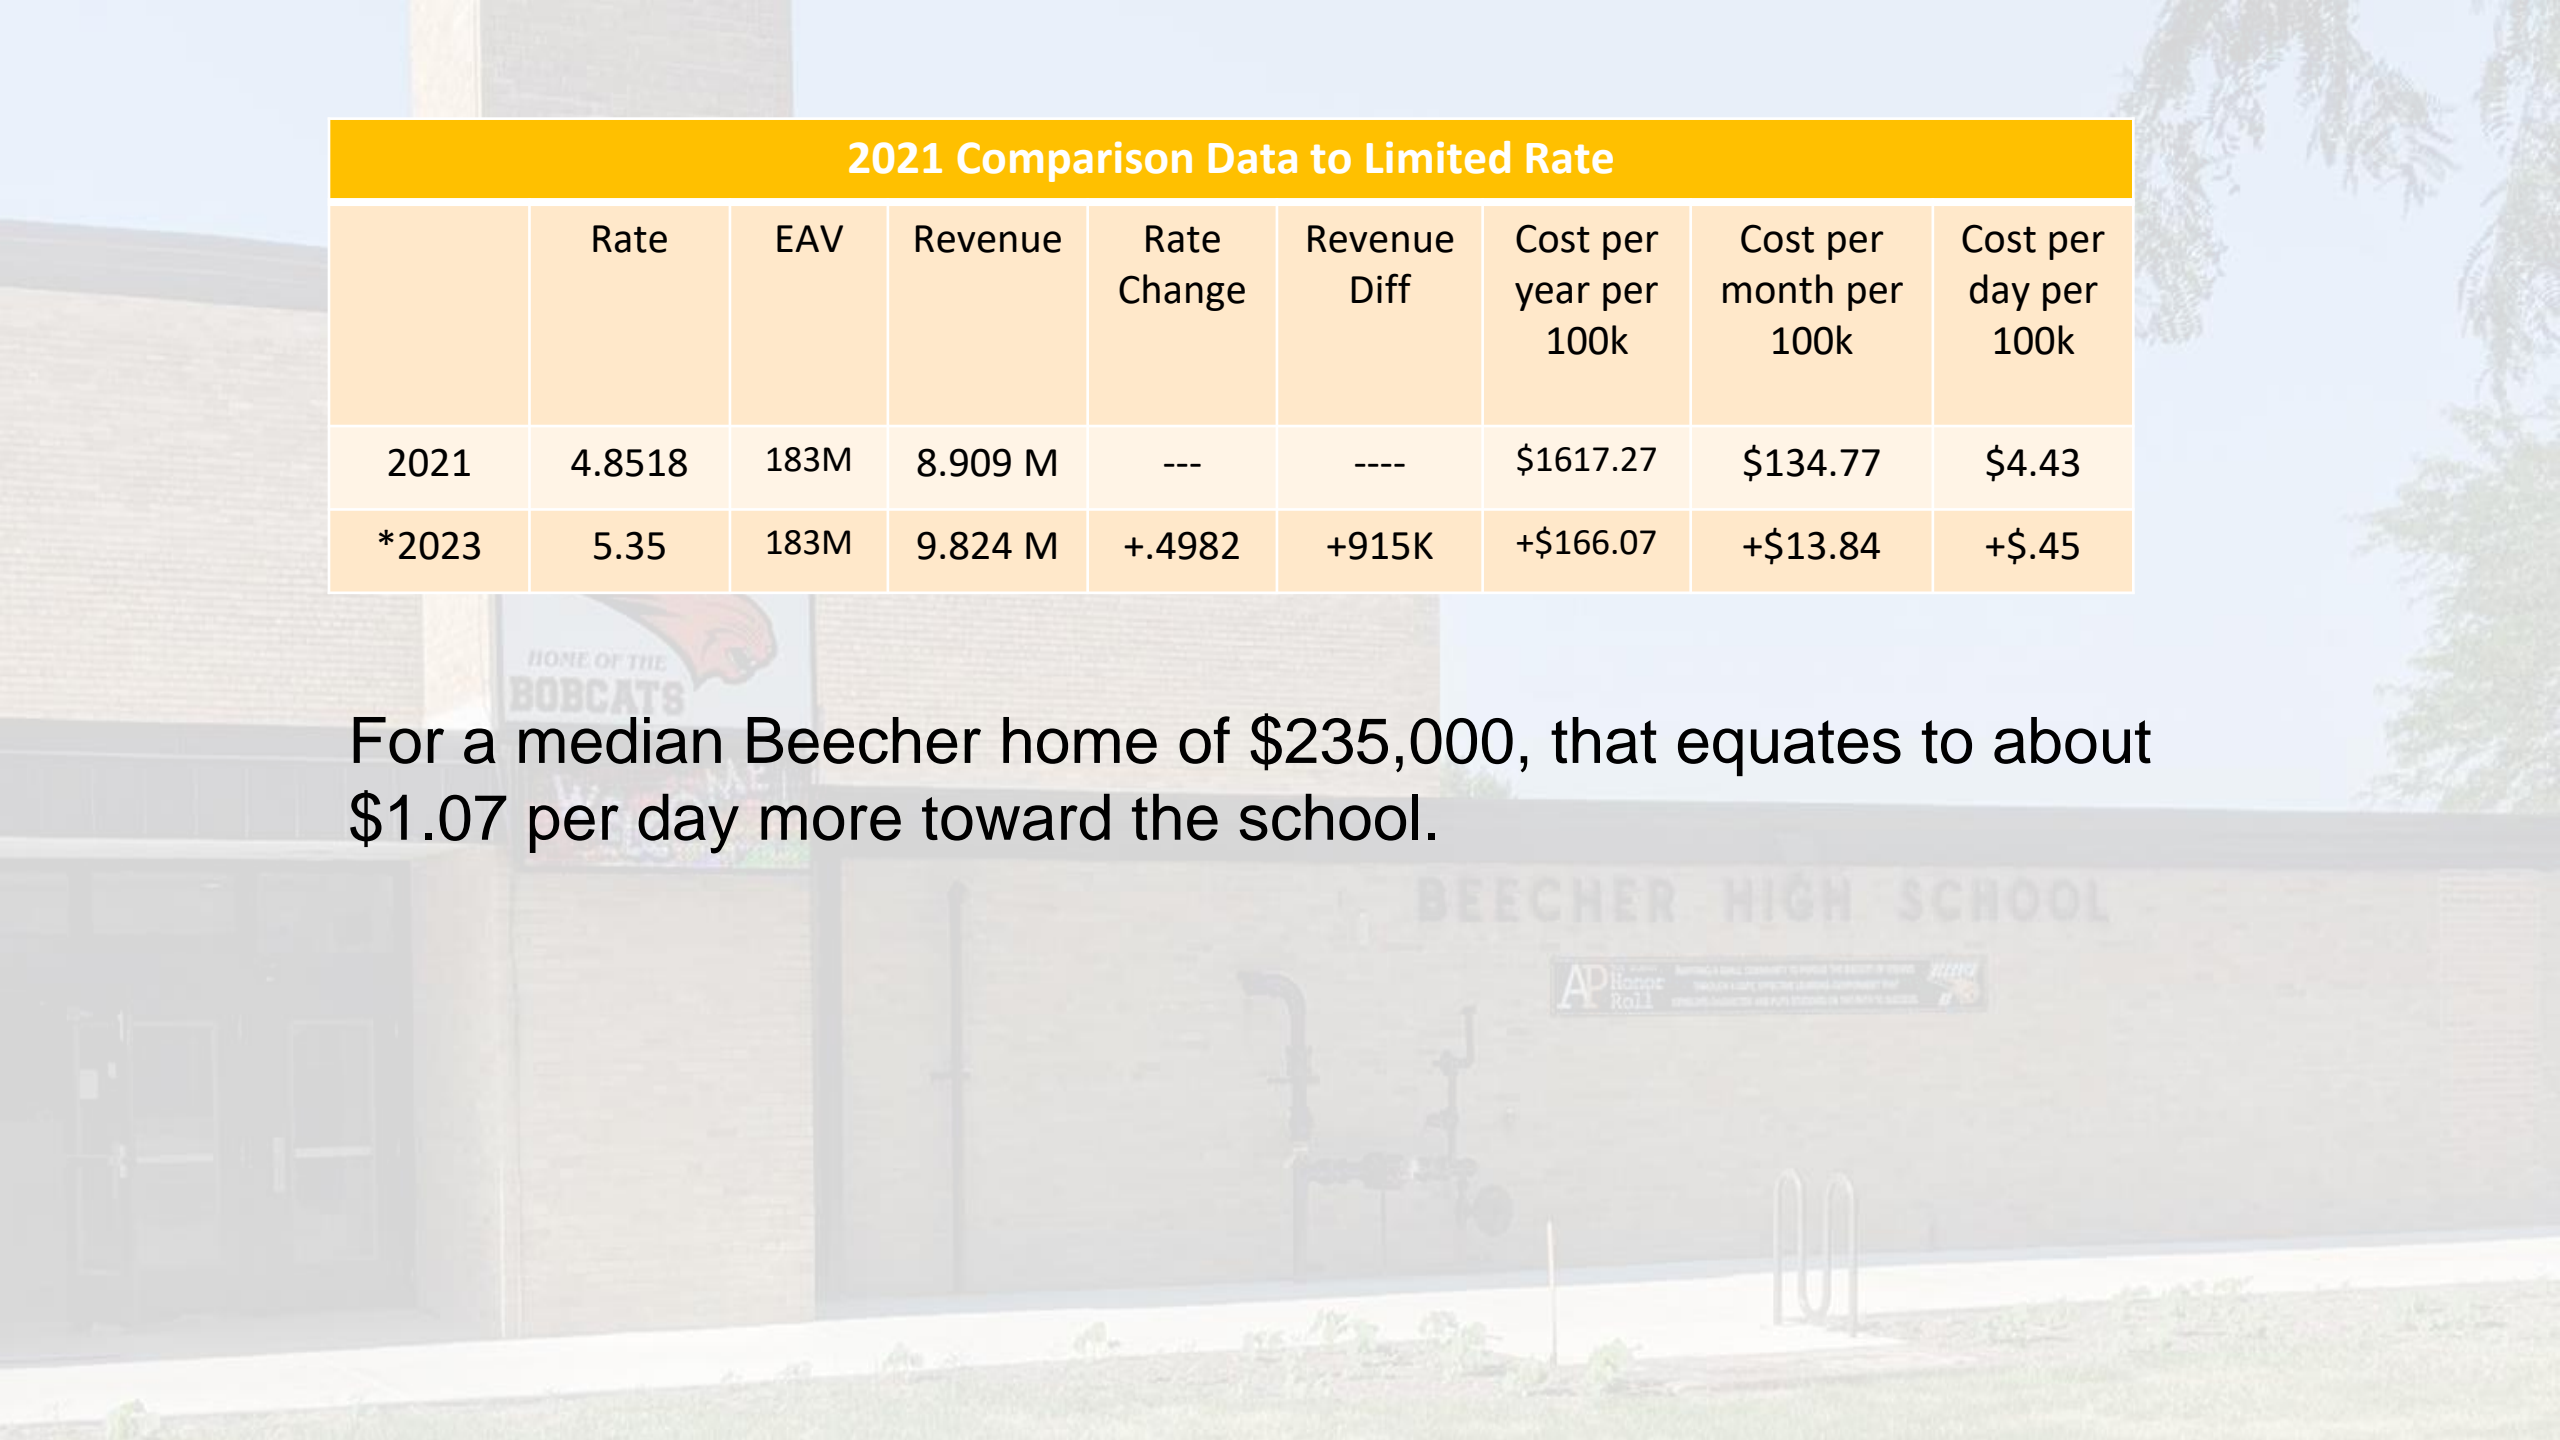 2021 Comparison Data to Limited Rate
Rate EAV Revenue Rate Change Revenue Diff Cost per year per 100k Cost per month per 100k Cost per day per 100k
2021 4.8518 183M 8.909 M --- ---- $1617.27 $134.77 $4.43
*2023 5.35 183M 9.824 M +.4982 +915K +$166.07 +$13.84 +$.45
HOME OF THE
BOBCATS
For a median Beecher home of $235,000, that equates to about
$1.07 per day more toward the school.
BEECHER HIGH SCHOOL
AP Honor
Roll